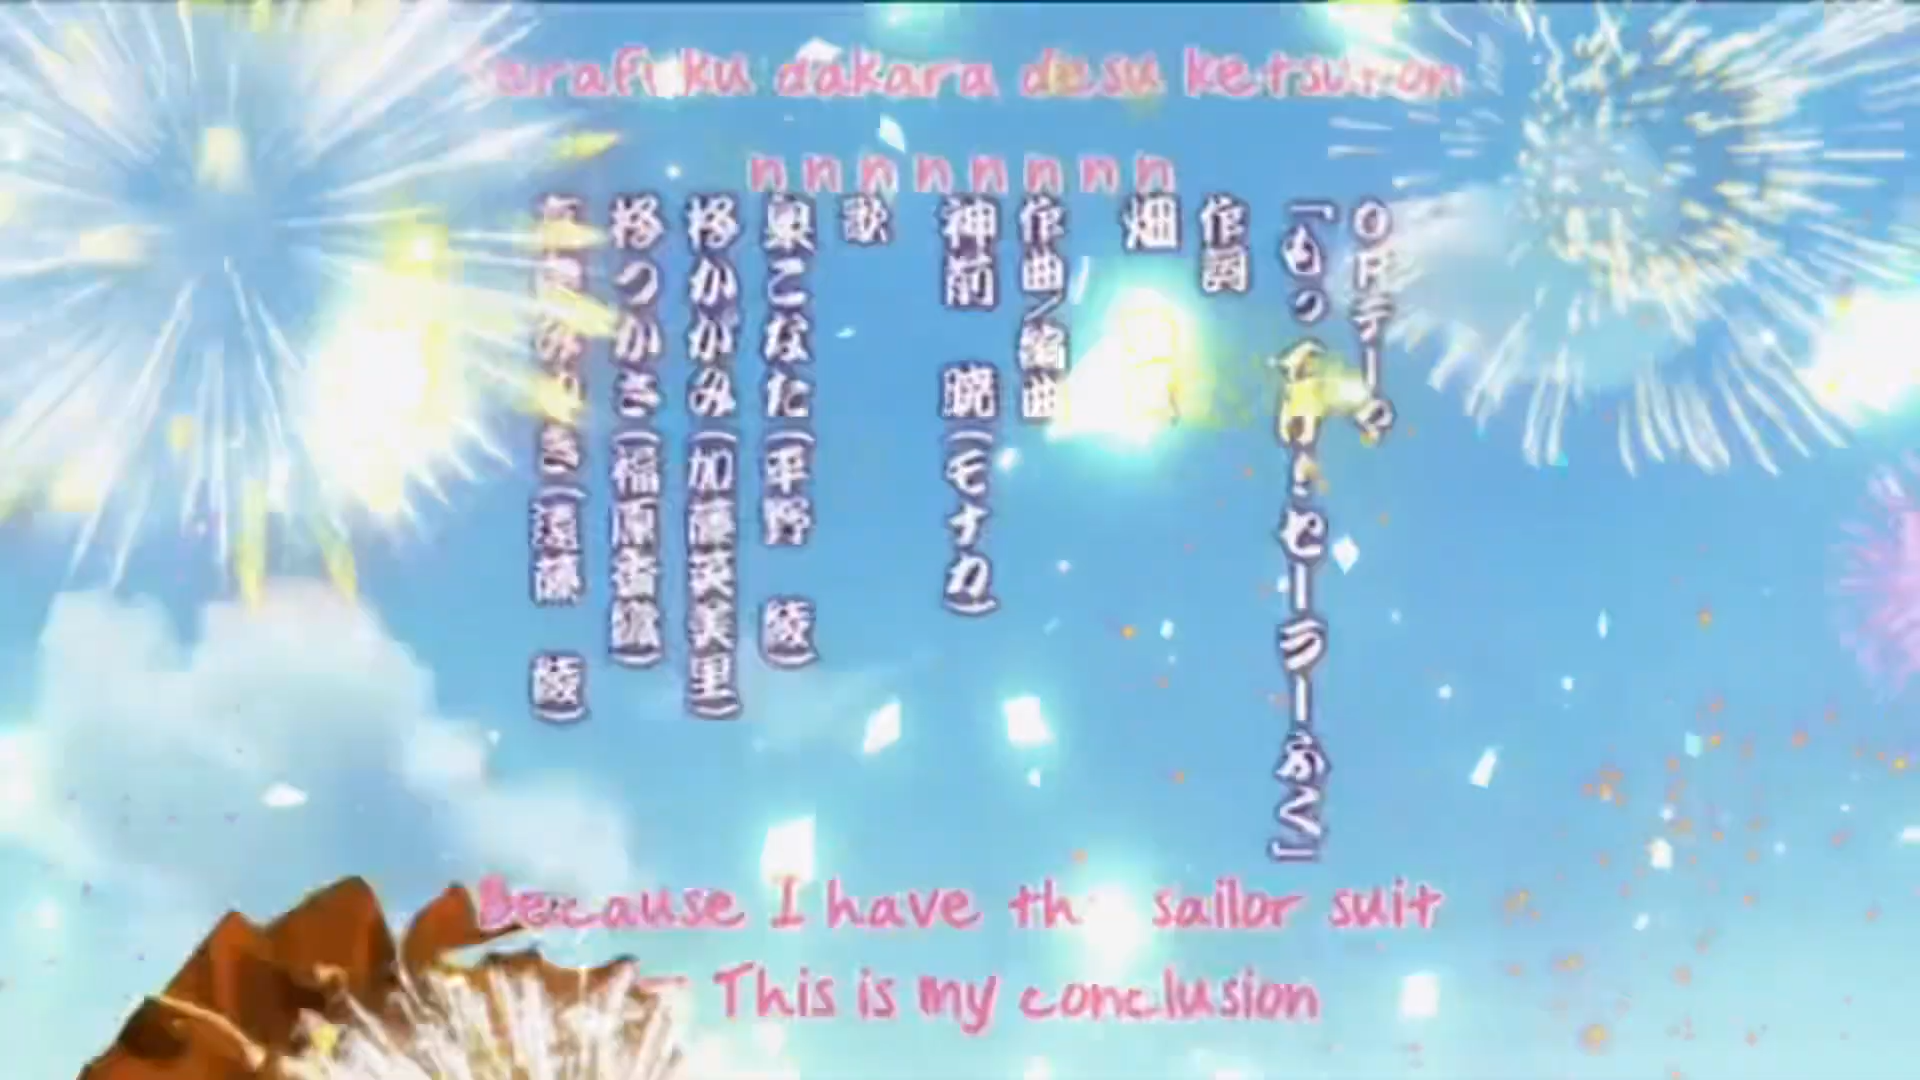 dakara desu ketsuron
n n n n n n n n
OPテーマ
「もってけ!セーラーふく」
作詞
畑
作曲/編曲
神前 暁(モナカ)
歌
泉こなた(平野 綾)
柊かがみ(加藤英美里)
柊つかさ(福原香織)
(遠藤 綾)
Because I have sailor suit
This is my conclusion